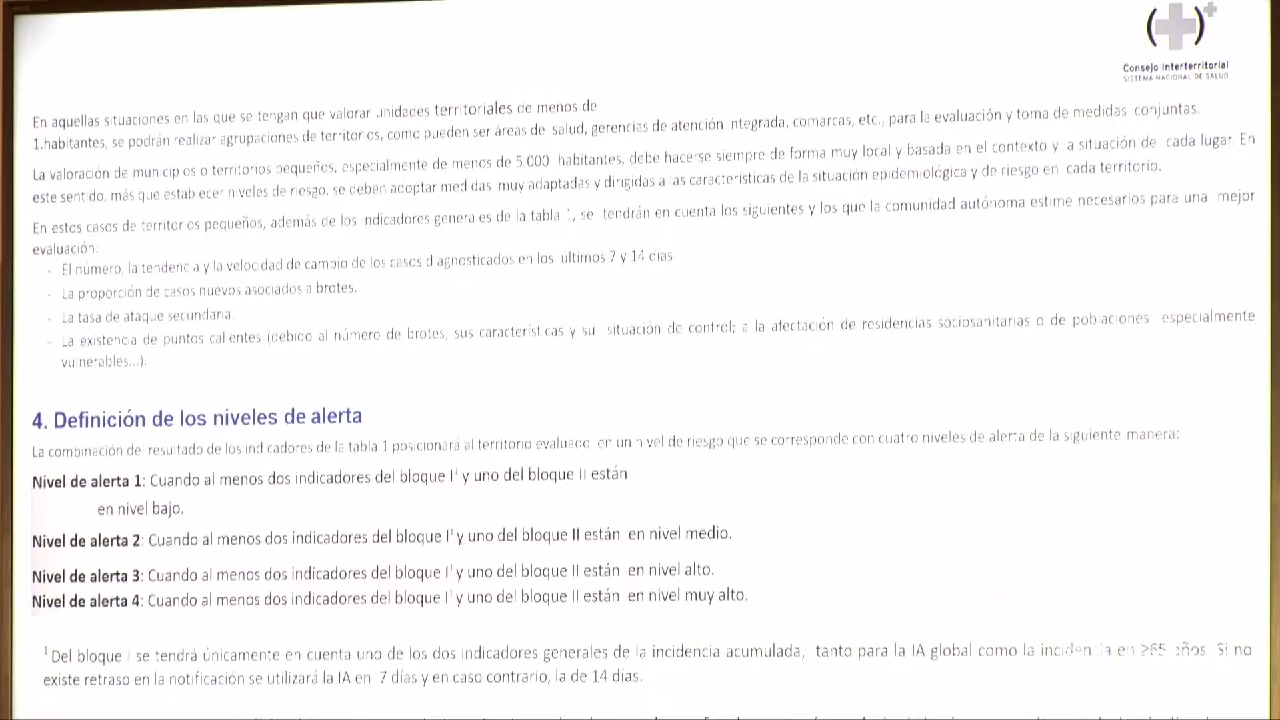 Consejo Interterritorial
SISTEMA NACIONAL DE SALUD
En aquellas situaciones en las que se tengan que valorar unidades territoriales de menos de
1.habitantes, se podrán realizar agrupaciones de territorios, como pueden ser áreas de salud, gerencias de atención integrada, comarcas, etc., para la evaluación y toma de medidas conjuntas.
La valoración de municipios o territorios pequeños, especialmente de menos de 5.000 habitantes, debe hacerse siempre de forma muy local y basada en el contexto y la situación de cada lugar. En
este sentido, más que establecer niveles de riesgo, se deben adoptar medidas muy adaptadas y dirigidas a las características de la situación epidemiológica y de riesgo en cada territorio.
En estos casos de territorios pequeños, además de los indicadores generales de la tabla 1, se tendrán en cuenta los siguientes y los que la comunidad autónoma estime necesarios para una mejor
evaluación:
- El número, la tendencia y la velocidad de cambio de los casos diagnosticados en los últimos 7 y 14 días
- La proporción de casos nuevos asociados a brotes.
- La tasa de ataque secundaria.
- La existencia de puntos calientes (debido al número de brotes, sus características y su situación de control; a la afectación de residencias sociosanitarias o de poblaciones especialmente
vulnerables...).
4. Definición de los niveles de alerta
La combinación del resultado de los indicadores de la tabla 1 posicionará al territorio evaluado en un nivel de riesgo que se corresponde con cuatro niveles de alerta de la siguiente manera:
Nivel de alerta 1: Cuando al menos dos indicadores del bloque I¹ y uno del bloque II están
en nivel bajo.
Nivel de alerta 2: Cuando al menos dos indicadores del bloque I¹ y uno del bloque II están en nivel medio.
Nivel de alerta 3: Cuando al menos dos indicadores del bloque I¹ y uno del bloque II están en nivel alto.
Nivel de alerta 4: Cuando al menos dos indicadores del bloque I¹ y uno del bloque II están en nivel muy alto.
¹ Del bloque I se tendrá únicamente en cuenta uno de los dos indicadores generales de la incidencia acumulada, tanto para la IA global como la incidencia en ≥65 años. Si no
existe retraso en la notificación se utilizará la IA en 7 días y en caso contrario, la de 14 días.